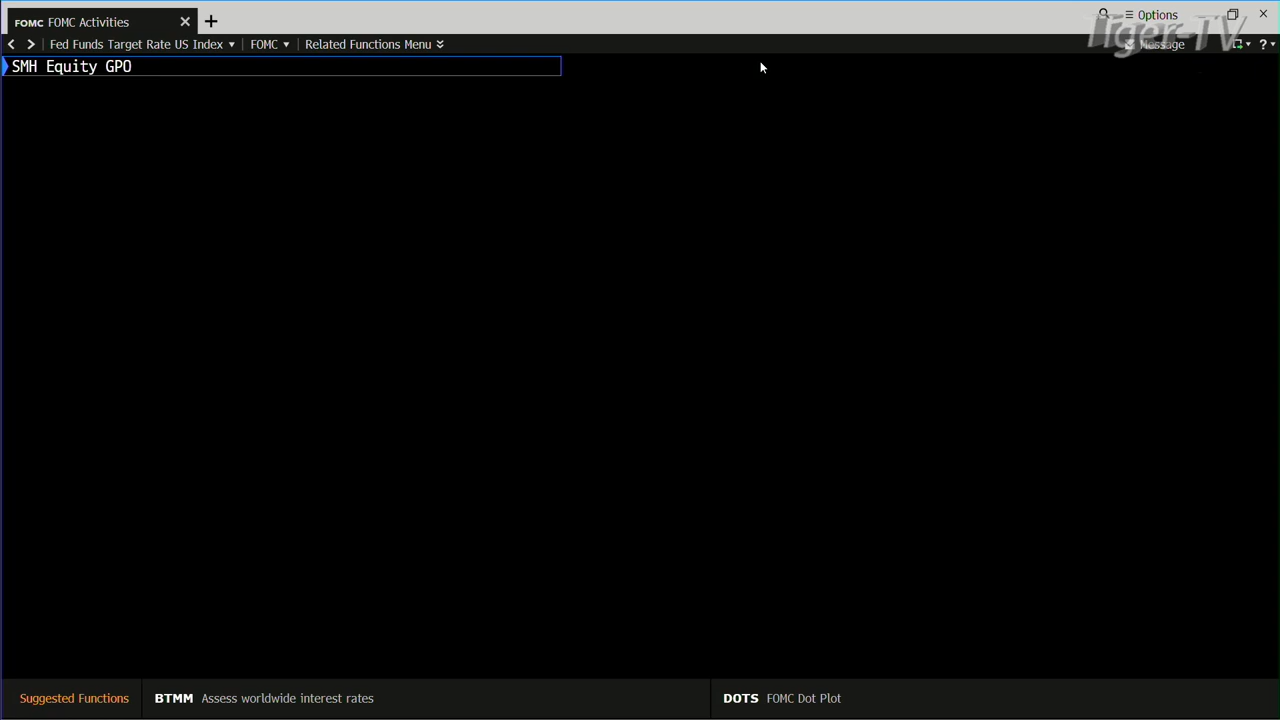 FOMC FOMC Activities
Options
Fed Funds Target Rate US Index FOMC Related Functions Menu Message ?
Tiger-TV
SMH Equity GPO
Suggested Functions BTMM Assess worldwide interest rates DOTS FOMC Dot Plot